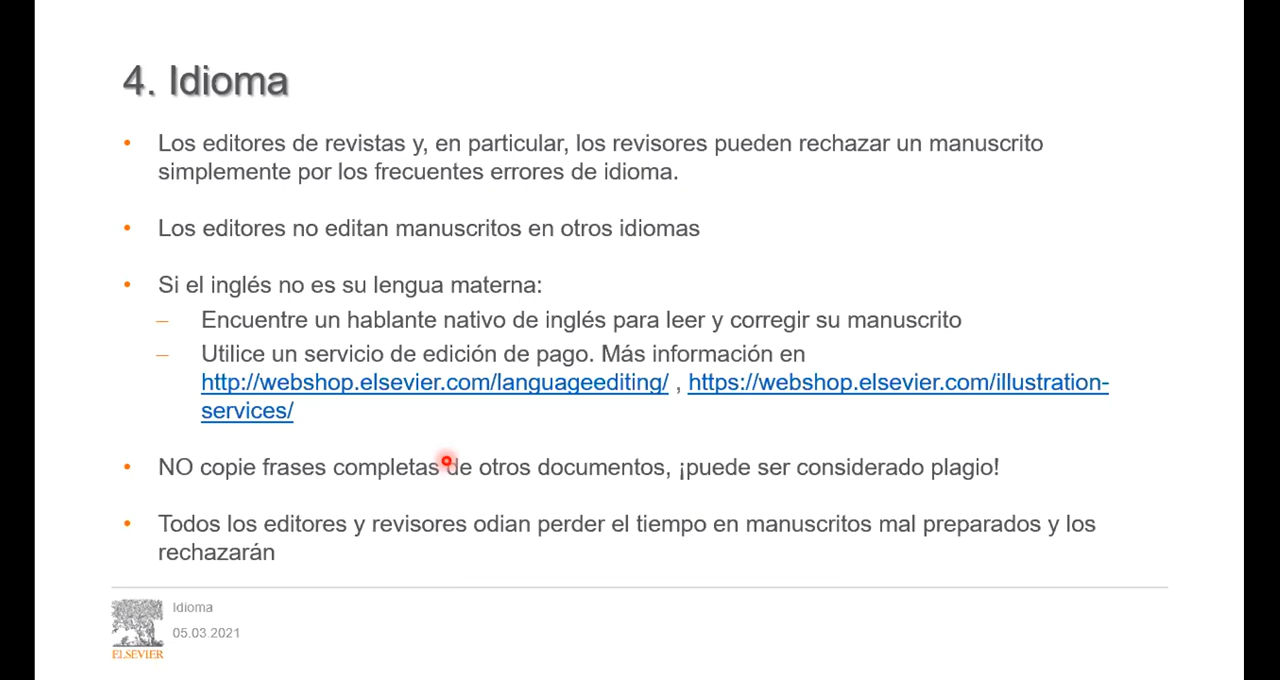 4. Idioma
• Los editores de revistas y, en particular, los revisores pueden rechazar un manuscrito
simplemente por los frecuentes errores de idioma.
• Los editores no editan manuscritos en otros idiomas
• Si el inglés no es su lengua materna:
– Encuentre un hablante nativo de inglés para leer y corregir su manuscrito
– Utilice un servicio de edición de pago. Más información en
http://webshop.elsevier.com/languageediting/ , https://webshop.elsevier.com/illustration-
services/
• NO copie frases completas de otros documentos, ¡puede ser considerado plagio!
• Todos los editores y revisores odian perder el tiempo en manuscritos mal preparados y los
rechazarán
Idioma
05.03.2021
ELSEVIER